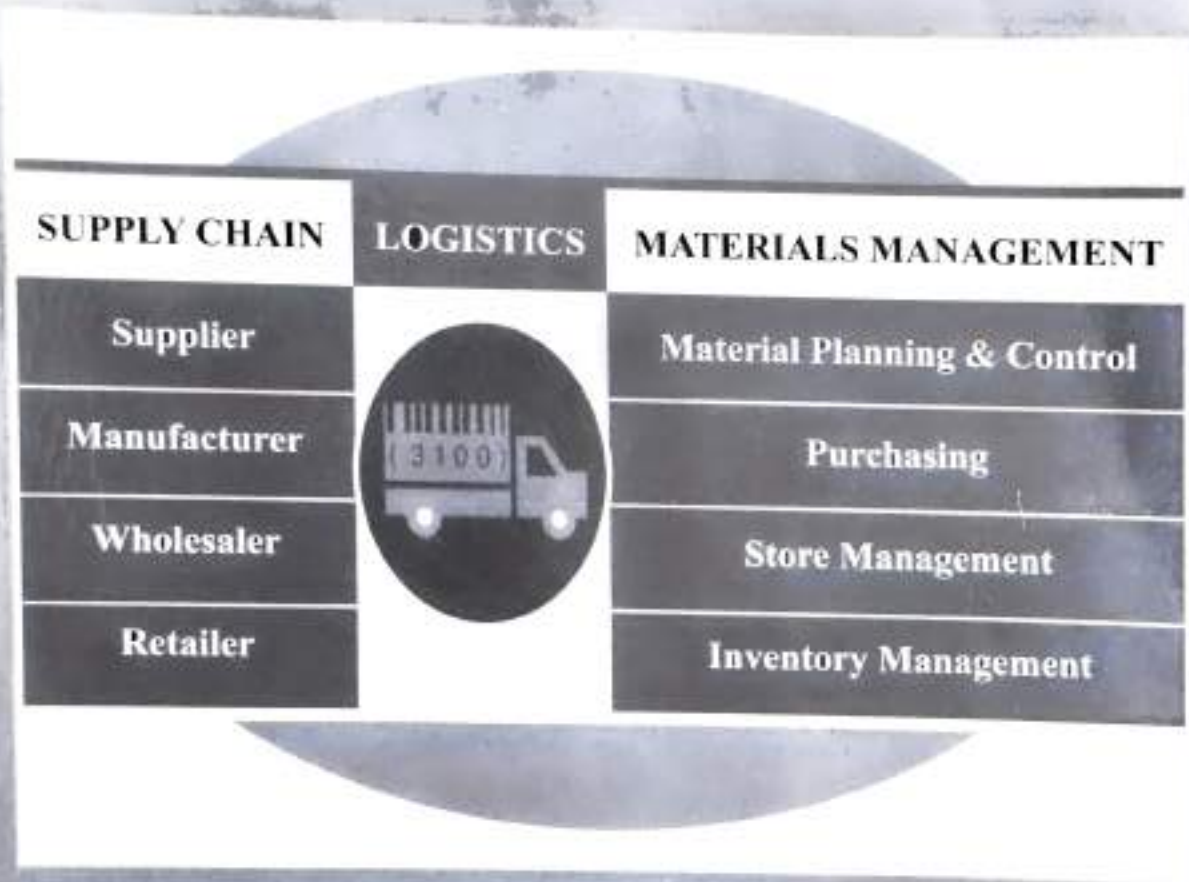 SUPPLY CHAIN
LOGISTICS
MATERIALS MANAGEMENT
Supplier
Manufacturer
Wholesaler
Retailer
(3100)
Material Planning & Control
Purchasing
Store Management
Inventory Management